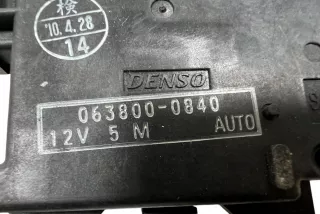 検
'10.4.28
14
DENSO
063800-0840
12V 5 M AUTO